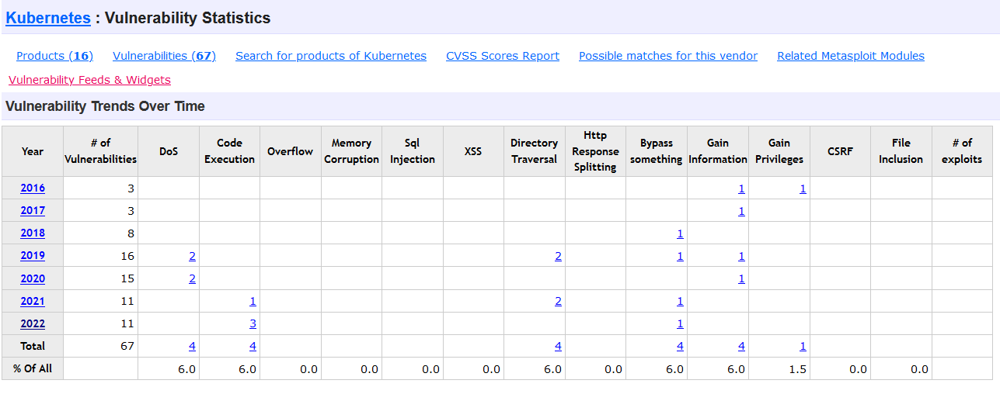 Kubernetes : Vulnerability Statistics
Products (16) Vulnerabilities (67) Search for products of Kubernetes CVSS Scores Report Possible matches for this vendor Related Metasploit Modules
Vulnerability Feeds & Widgets
Vulnerability Trends Over Time
Year # of Vulnerabilities DoS Code Execution Overflow Memory Corruption Sql Injection XSS Directory Traversal Http Response Splitting Bypass something Gain Information Gain Privileges CSRF File Inclusion # of exploits
2016 3 1 1
2017 3 1
2018 8 1
2019 16 2 2 1 1
2020 15 2 1
2021 11 1 2 1
2022 11 3 1
Total 67 4 4 4 4 4 1
% Of All 6.0 6.0 0.0 0.0 0.0 0.0 6.0 0.0 6.0 6.0 1.5 0.0 0.0